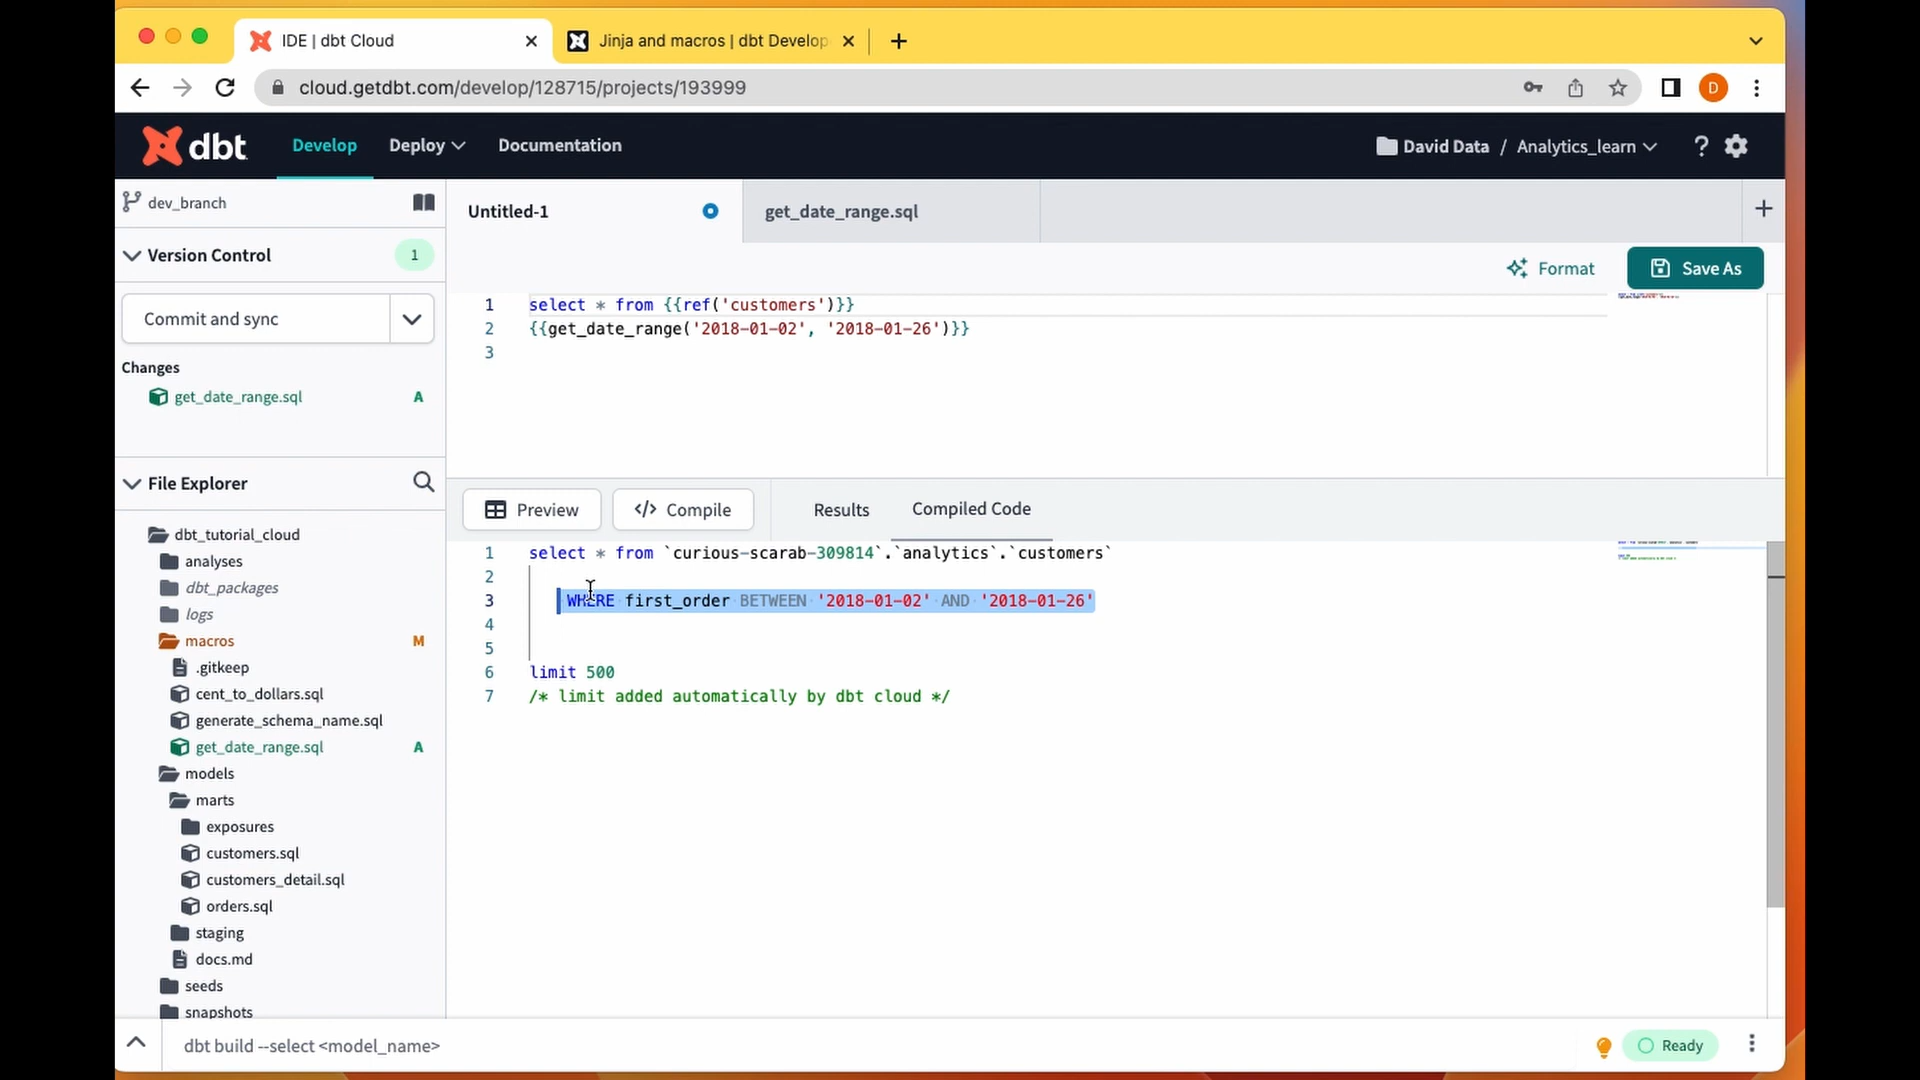 IDE | dbt Cloud
Jinja and macros | dbt Develop
cloud.getdbt.com/develop/128715/projects/193999
D
dbt
Develop
Deploy
Documentation
David Data / Analytics_learn
?
dev_branch
Untitled-1
get_date_range.sql
Version Control
1
Format
Save As
Commit and sync
Changes
get_date_range.sql
A
1 select * from {{ref('customers')}}
2 {{get_date_range('2018-01-02', '2018-01-26')}}
3
File Explorer
Preview
</> Compile
Results
Compiled Code
dbt_tutorial_cloud
analyses
dbt_packages
logs
macros
M
.gitkeep
cent_to_dollars.sql
generate_schema_name.sql
get_date_range.sql
A
models
marts
exposures
customers.sql
customers_detail.sql
orders.sql
staging
docs.md
seeds
snapshots
1 select * from `curious-scarab-309814`.`analytics`.`customers`
2
3 WHERE first_order BETWEEN '2018-01-02' AND '2018-01-26'
4
5
6 limit 500
7 /* limit added automatically by dbt cloud */
dbt build --select <model_name>
Ready